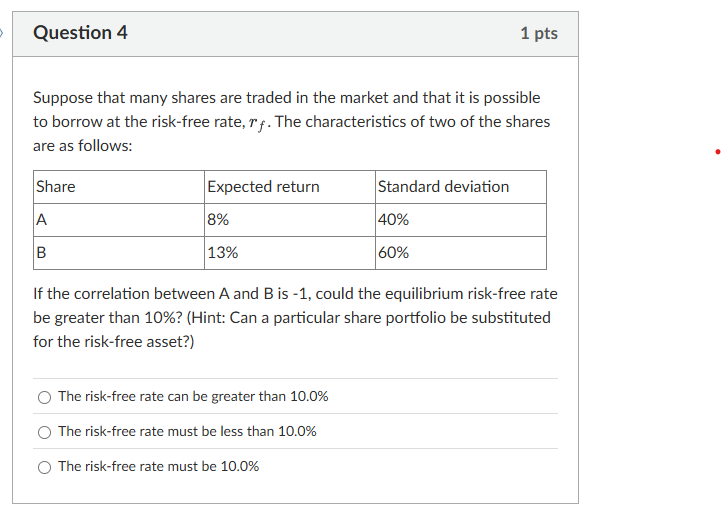 Question 4 1 pts
Suppose that many shares are traded in the market and that it is possible
to borrow at the risk-free rate, r_f. The characteristics of two of the shares
are as follows:
Share Expected return Standard deviation
A 8% 40%
B 13% 60%
If the correlation between A and B is -1, could the equilibrium risk-free rate
be greater than 10%? (Hint: Can a particular share portfolio be substituted
for the risk-free asset?)
The risk-free rate can be greater than 10.0%
The risk-free rate must be less than 10.0%
The risk-free rate must be 10.0%